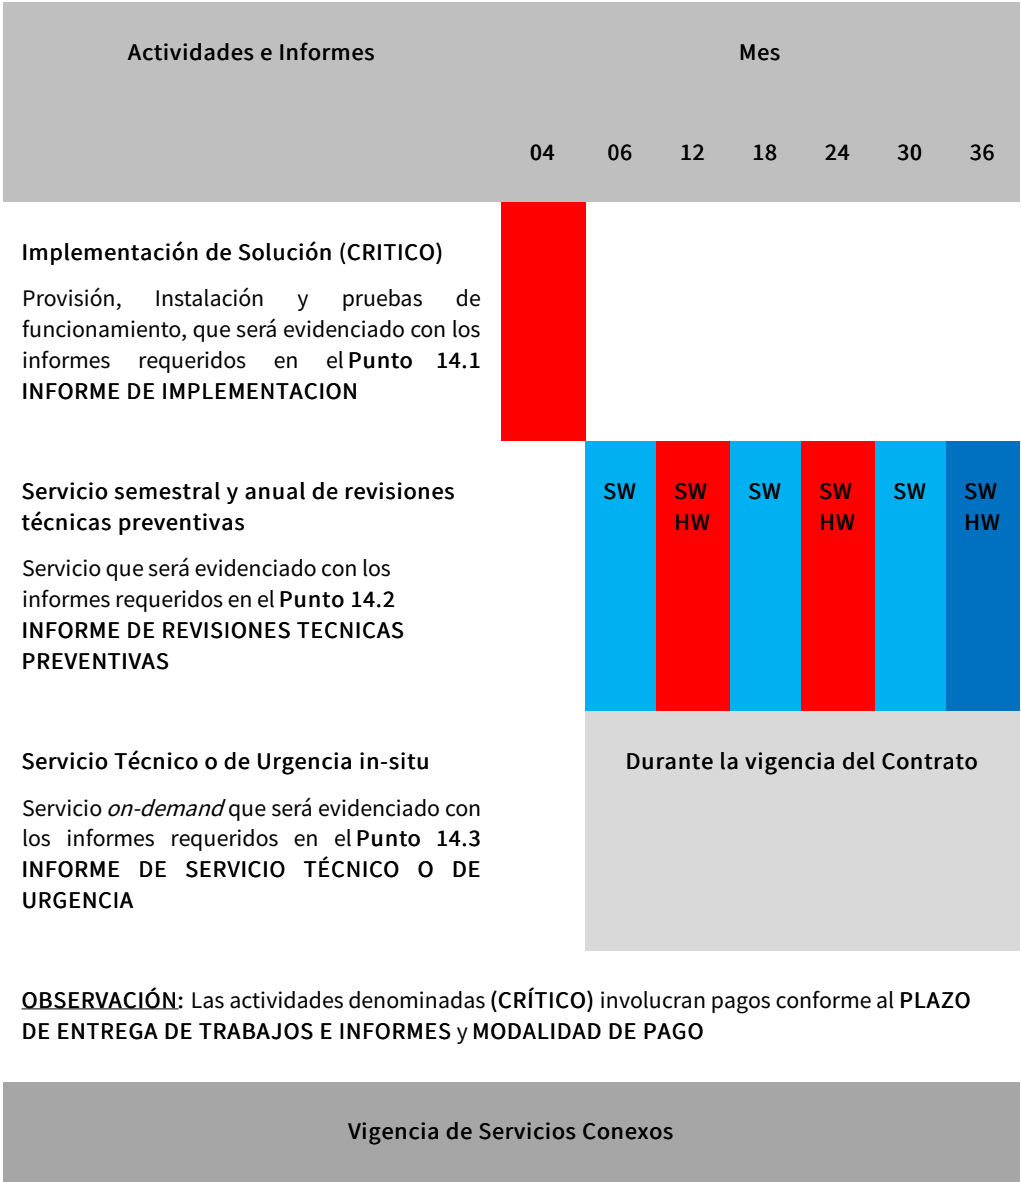 Actividades e Informes Mes
04 06 12 18 24 30 36
Implementación de Solución (CRITICO)
Provisión, Instalación y pruebas de
funcionamiento, que será evidenciado con los
informes requeridos en el Punto 14.1
INFORME DE IMPLEMENTACION
Servicio semestral y anual de revisiones
técnicas preventivas
Servicio que será evidenciado con los
informes requeridos en el Punto 14.2
INFORME DE REVISIONES TECNICAS
PREVENTIVAS
SW SW SW SW SW SW
HW HW HW
Servicio Técnico o de Urgencia in-situ
Servicio on-demand que será evidenciado con
los informes requeridos en el Punto 14.3
INFORME DE SERVICIO TÉCNICO O DE
URGENCIA
Durante la vigencia del Contrato
OBSERVACIÓN: Las actividades denominadas (CRÍTICO) involucran pagos conforme al PLAZO
DE ENTREGA DE TRABAJOS E INFORMES y MODALIDAD DE PAGO
Vigencia de Servicios Conexos